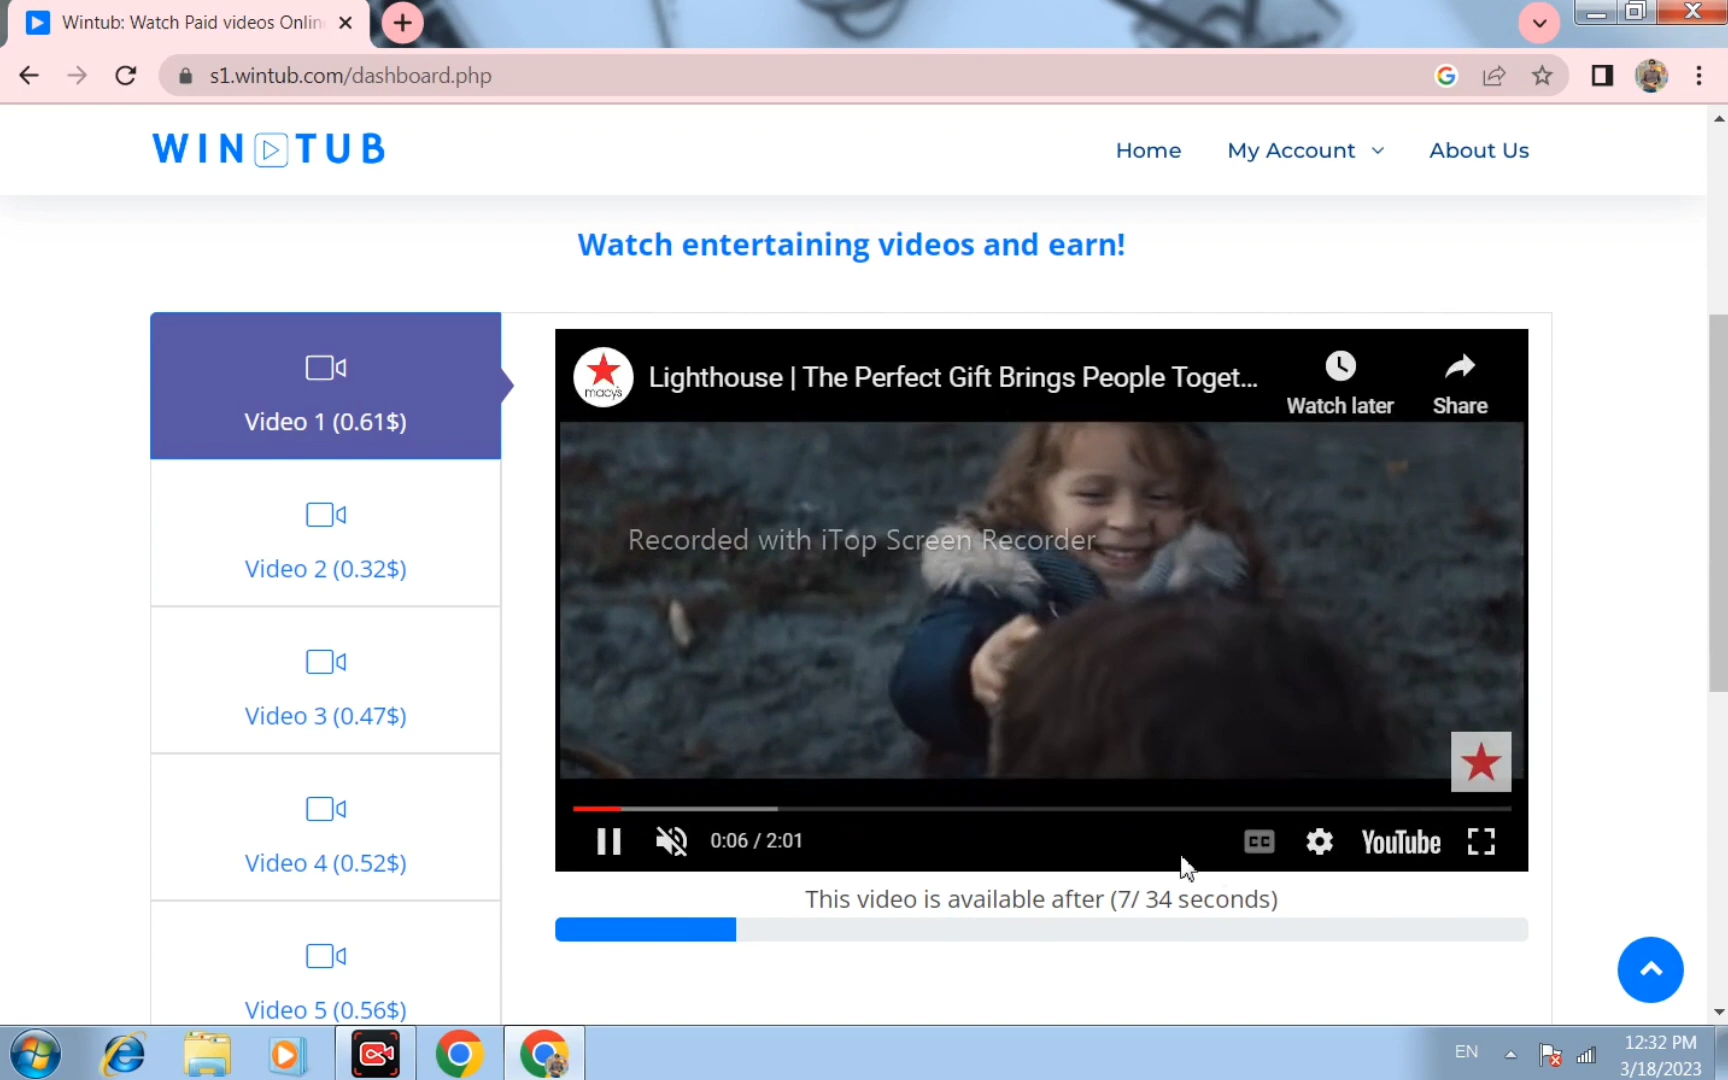 Wintub: Watch Paid videos Onlin
s1.wintub.com/dashboard.php
WIN TUB
Home
My Account
About Us
Watch entertaining videos and earn!
Video 1 (0.61$)
Video 2 (0.32$)
Video 3 (0.47$)
Video 4 (0.52$)
Video 5 (0.56$)
macy's
Lighthouse | The Perfect Gift Brings People Toget...
Watch later
Share
Recorded with iTop Screen Recorder
0:06 / 2:01
CC
YouTube
This video is available after (7/ 34 seconds)
EN
12:32 PM
3/18/2023